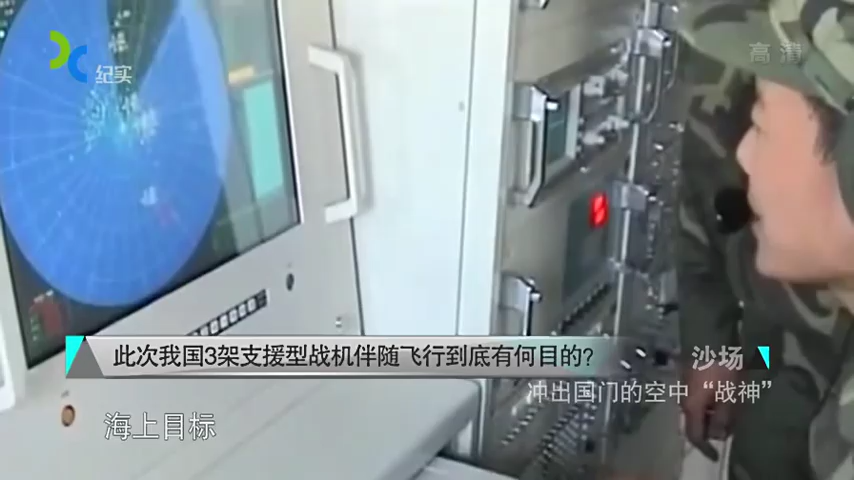 纪实
高清
此次我国3架支援型战机伴随飞行到底有何目的?
沙场
冲出国门的空中“战神”
海上目标